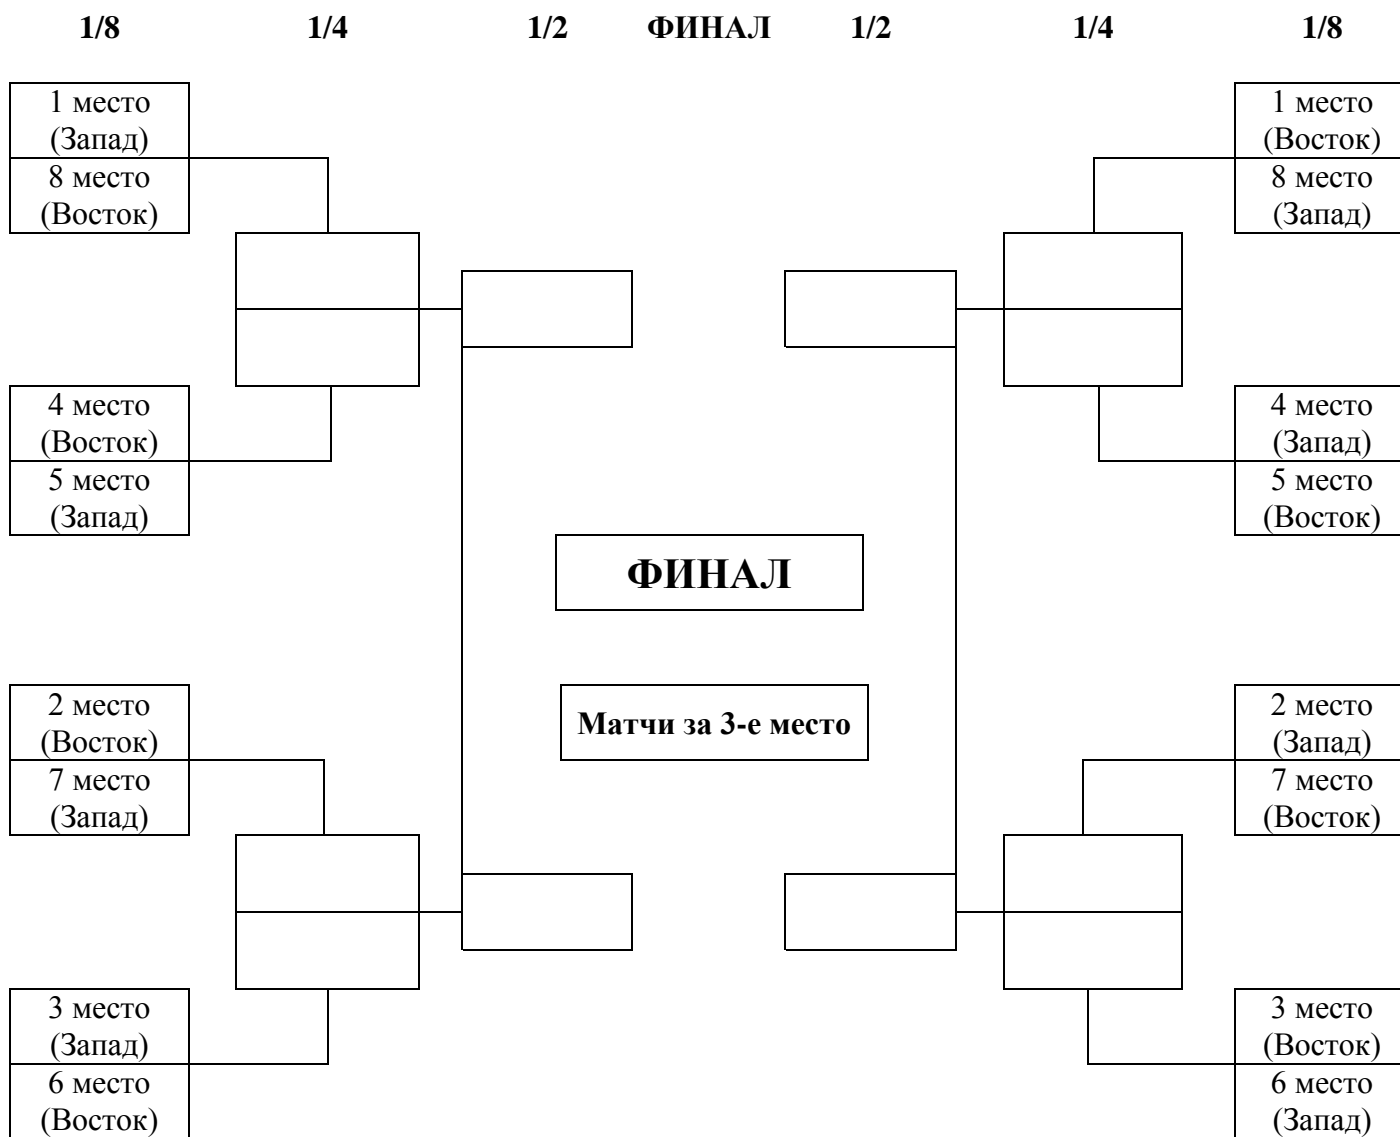 1/8 1/4 1/2 ФИНАЛ 1/2 1/4 1/8
1 место
(Запад)
8 место
(Восток)
4 место
(Восток)
5 место
(Запад)
2 место
(Восток)
7 место
(Запад)
3 место
(Запад)
6 место
(Восток)
ФИНАЛ
Матчи за 3-е место
1 место
(Восток)
8 место
(Запад)
4 место
(Запад)
5 место
(Восток)
2 место
(Запад)
7 место
(Восток)
3 место
(Восток)
6 место
(Запад)